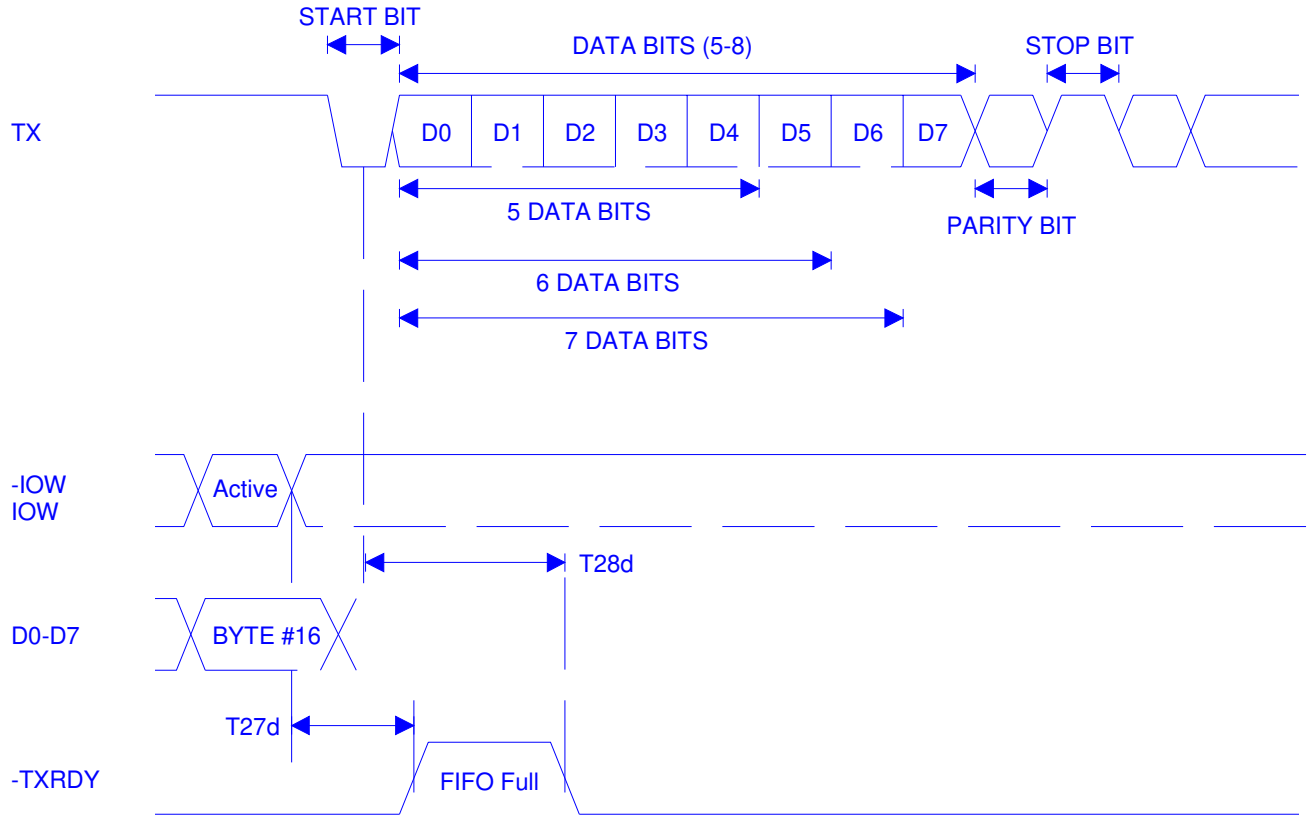 START BIT
DATA BITS (5-8)
STOP BIT
TX
D0 D1 D2 D3 D4 D5 D6 D7
5 DATA BITS
PARITY BIT
6 DATA BITS
7 DATA BITS
-IOW
IOW
Active
T28d
D0-D7
BYTE #16
T27d
-TXRDY
FIFO Full